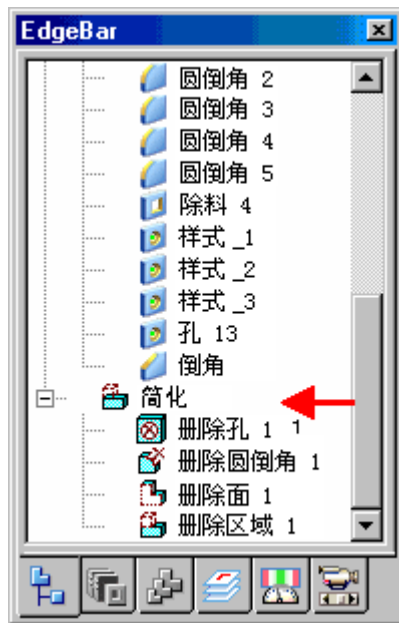 EdgeBar
圆倒角 2
圆倒角 3
圆倒角 4
圆倒角 5
除料 4
样式 _1
样式 _2
样式 _3
孔 13
倒角
简化
删除孔 1 1
删除圆倒角 1
删除面 1
删除区域 1